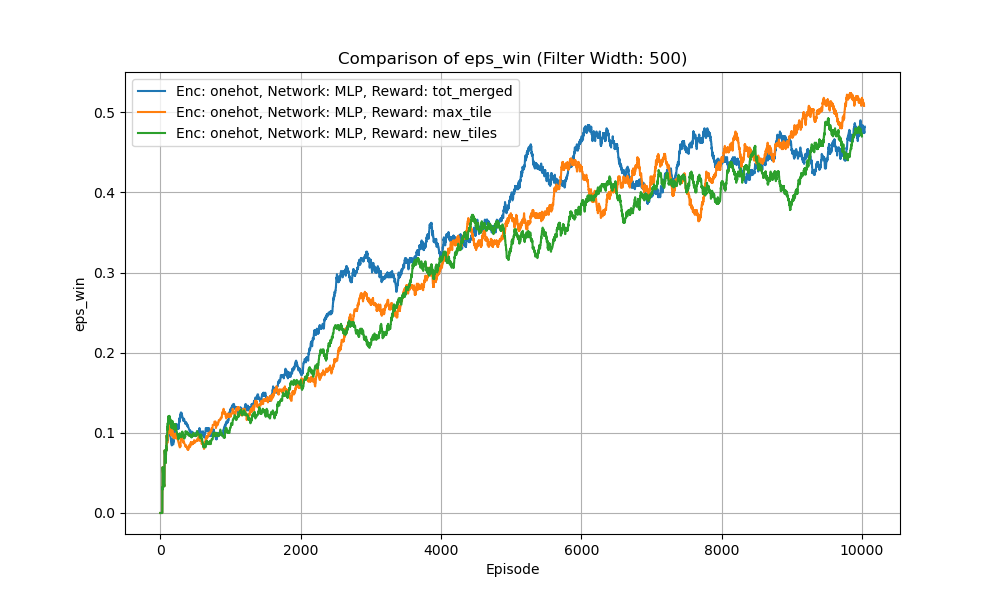 Comparison of eps_win (Filter Width: 500)
Enc: onehot, Network: MLP, Reward: tot_merged
Enc: onehot, Network: MLP, Reward: max_tile
Enc: onehot, Network: MLP, Reward: new_tiles
0.5
0.4
0.3
0.2
0.1
0.0
eps_win
0 2000 4000 6000 8000 10000
Episode